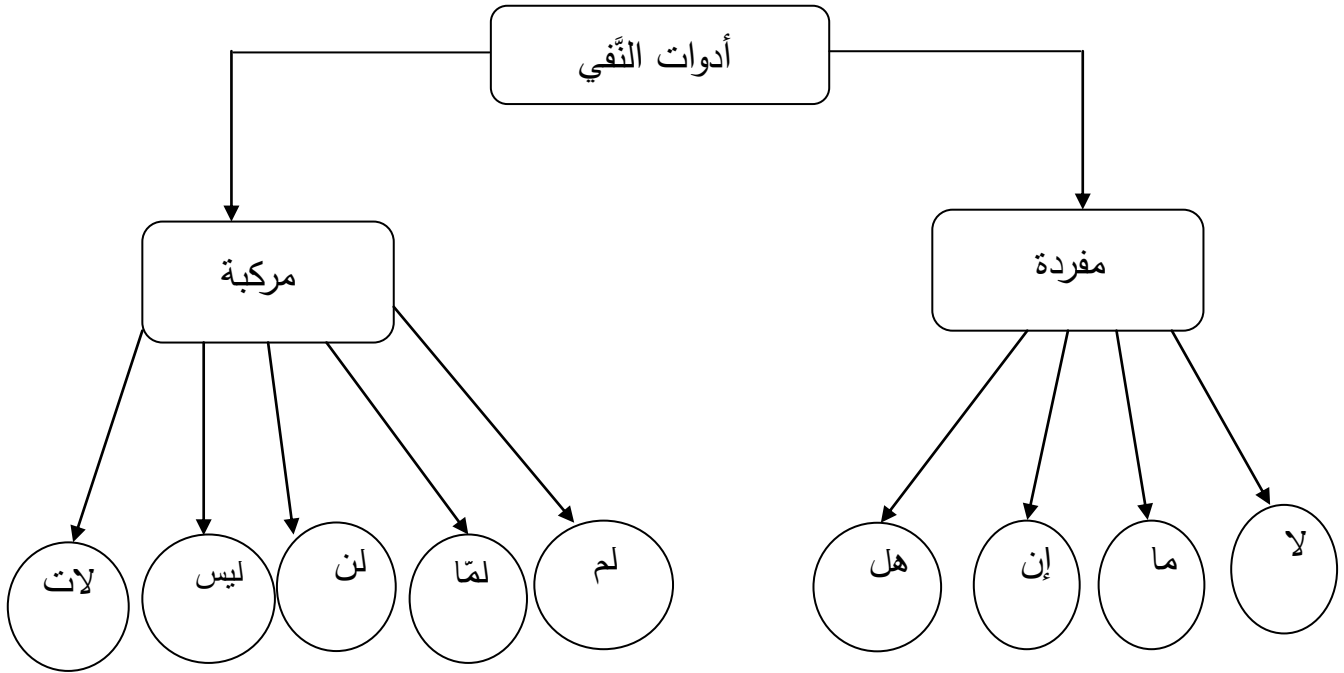 أدوات النَّفي
مفردة
مركبة
لا
ما
إن
هل
لم
لمّا
لن
ليس
لات